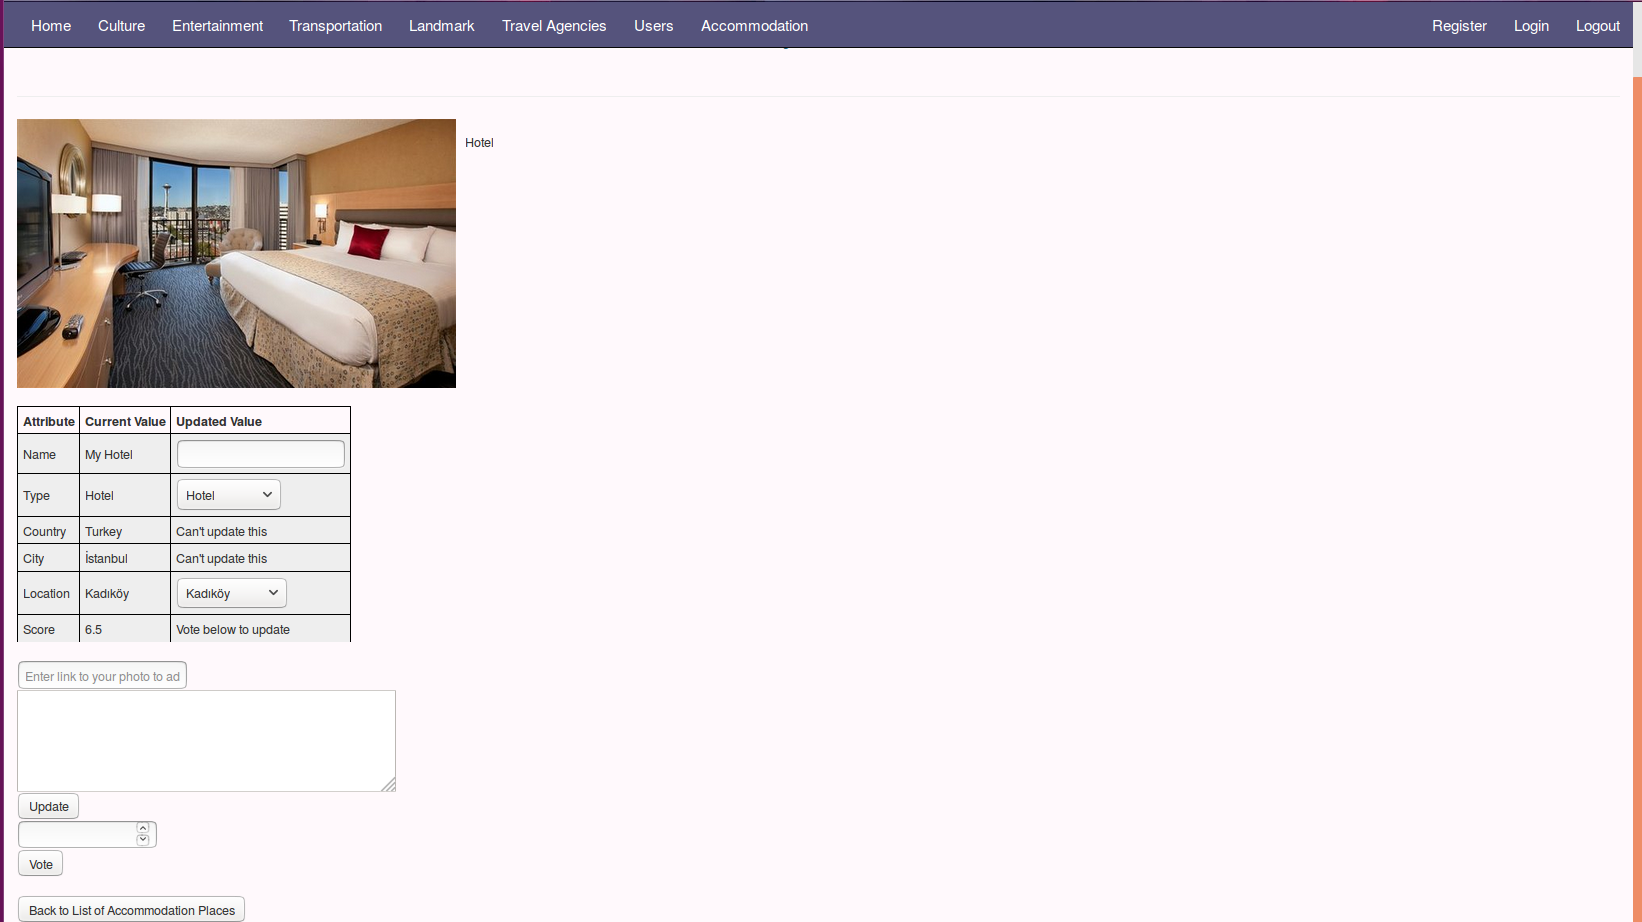 Home Culture Entertainment Transportation Landmark Travel Agencies Users Accommodation Register Login Logout
Hotel
Attribute Current Value Updated Value
Name My Hotel
Type Hotel Hotel
Country Turkey Can't update this
City İstanbul Can't update this
Location Kadıköy Kadıköy
Score 6.5 Vote below to update
Enter link to your photo to ad
Update
Vote
Back to List of Accommodation Places